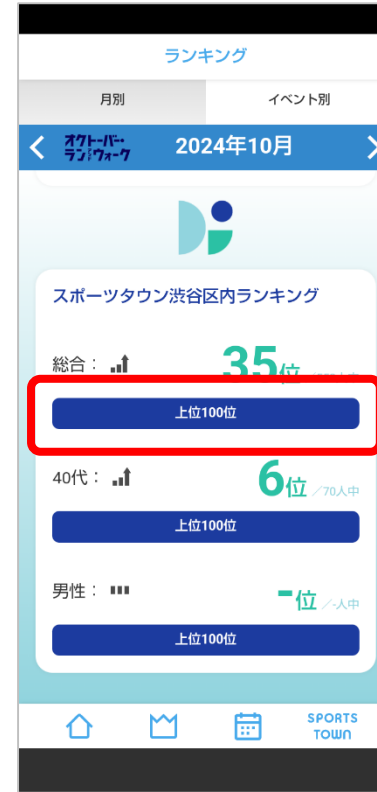 ランキング
月別 イベント別
オクトーバー・
ラン&ウォーク 2024年10月
スポーツタウン渋谷区内ランキング
総合： 35位
上位100位
40代： 6位 ／70人中
上位100位
男性： -位 ／-人中
上位100位
SPORTS
TOWN